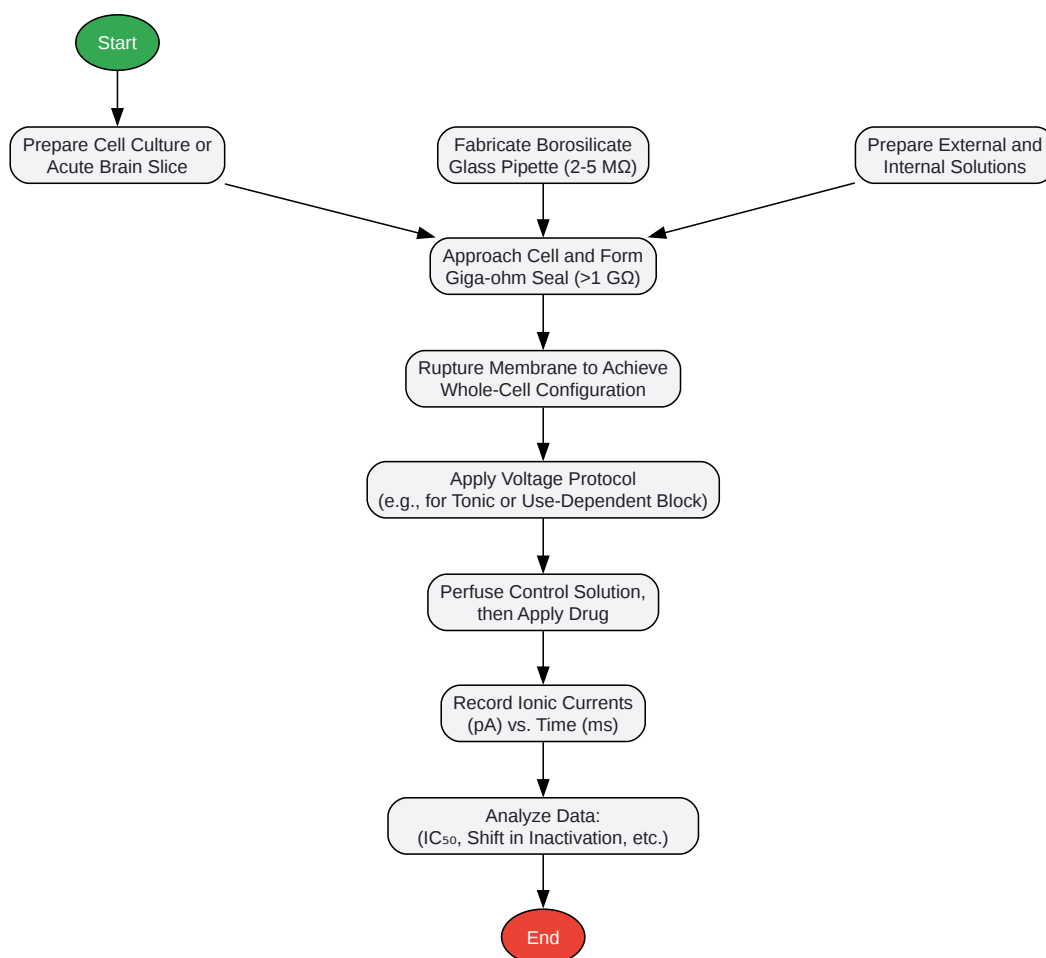 Start
Prepare Cell Culture or
Acute Brain Slice
Fabricate Borosilicate
Glass Pipette (2-5 MΩ)
Prepare External and
Internal Solutions
Approach Cell and Form
Giga-ohm Seal (>1 GΩ)
Rupture Membrane to Achieve
Whole-Cell Configuration
Apply Voltage Protocol
(e.g., for Tonic or Use-Dependent Block)
Perfuse Control Solution,
then Apply Drug
Record Ionic Currents
(pA) vs. Time (ms)
Analyze Data:
(IC₅₀, Shift in Inactivation, etc.)
End